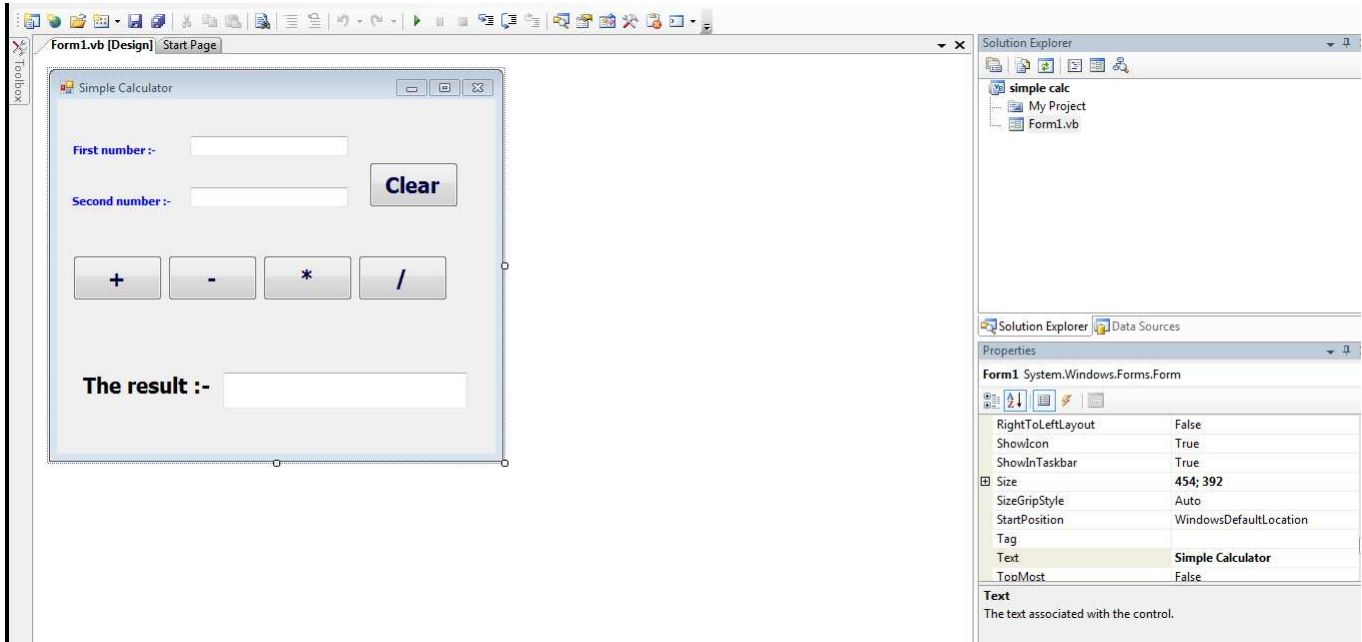 Form1.vb [Design] Start Page
Toolbox
Simple Calculator
First number :-
Second number :-
Clear
+ - * /
The result :-
Solution Explorer
simple calc
My Project
Form1.vb
Solution Explorer Data Sources
Properties
Form1 System.Windows.Forms.Form
RightToLeftLayout False
ShowIcon True
ShowInTaskbar True
Size 454; 392
SizeGripStyle Auto
StartPosition WindowsDefaultLocation
Tag
Text Simple Calculator
TopMost False
Text
The text associated with the control.